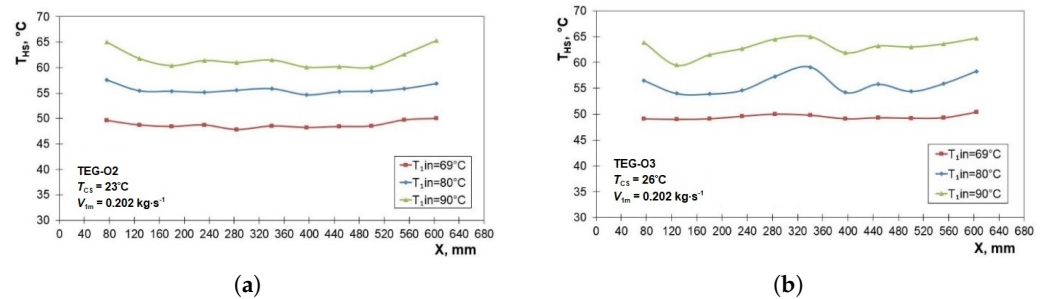 (a)
T_HS, °C
70
65
60
55
50
45
40
35
30
TEG-O2
T_CS = 23°C
V_1m = 0.202 kg·s⁻¹
T₁in=69°C
T₁in=80°C
T₁in=90°C
0 40 80 120 160 200 240 280 320 360 400 440 480 520 560 600 640 680
X, mm
(a)
(b)
T_HS, °C
70
65
60
55
50
45
40
35
30
TEG-O3
T_CS = 26°C
V_1m = 0.202 kg·s⁻¹
T₁in=69°C
T₁in=80°C
T₁in=90°C
0 40 80 120 160 200 240 280 320 360 400 440 480 520 560 600 640 680
X, mm
(b)